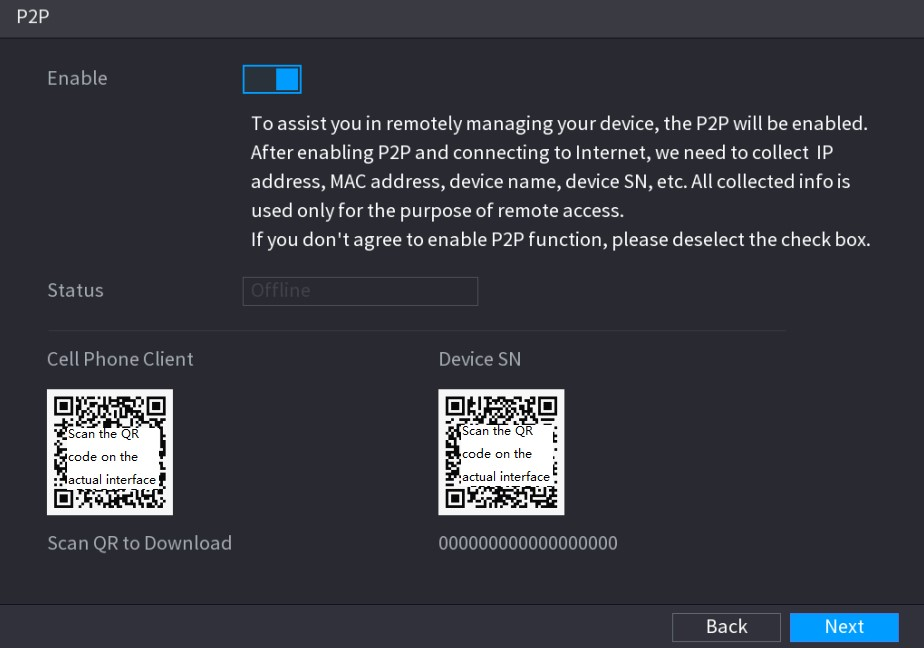 P2P
Enable
To assist you in remotely managing your device, the P2P will be enabled.
After enabling P2P and connecting to Internet, we need to collect IP
address, MAC address, device name, device SN, etc. All collected info is
used only for the purpose of remote access.
If you don't agree to enable P2P function, please deselect the check box.
Status
Offline
Cell Phone Client
Device SN
Scan the QR
code on the
actual interface
Scan the QR
code on the
actual interface
Scan QR to Download
000000000000000000
Back
Next